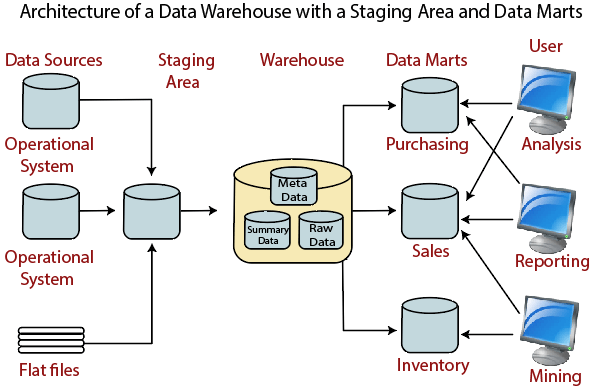 Architecture of a Data Warehouse with a Staging Area and Data Marts
Data Sources
Staging
Area
Warehouse
Data Marts
User
Operational
System
Operational
System
Flat files
Meta
Data
Summary
Data
Raw
Data
Purchasing
Sales
Inventory
Analysis
Reporting
Mining